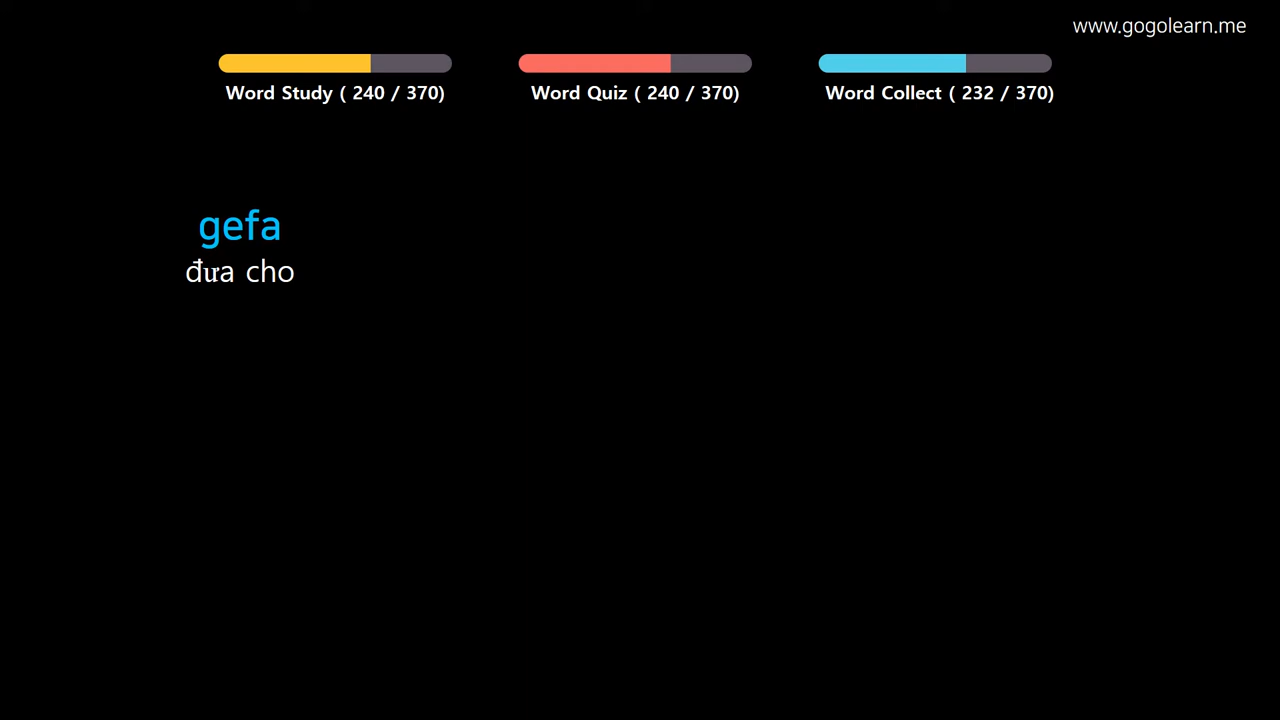 www.gogolearn.me
Word Study ( 240 / 370)
Word Quiz ( 240 / 370)
Word Collect ( 232 / 370)
gefa
đưa cho